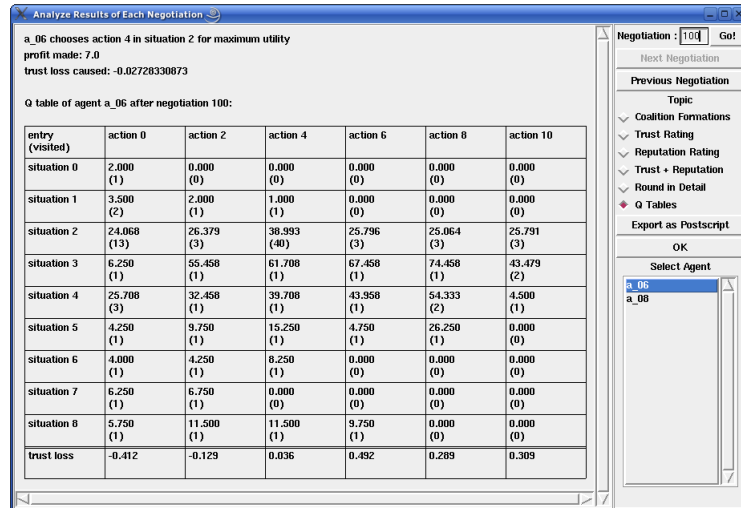 Analyze Results of Each Negotiation
a_06 chooses action 4 in situation 2 for maximum utility
profit made: 7.0
trust loss caused: -0.02728330873
Q table of agent a_06 after negotiation 100:
entry (visited) action 0 action 2 action 4 action 6 action 8 action 10
situation 0 2.000 0.000 0.000 0.000 0.000 0.000
(1) (0) (0) (0) (0) (0)
situation 1 3.500 2.000 1.000 0.000 0.000 0.000
(2) (1) (1) (0) (0) (0)
situation 2 24.068 26.379 38.993 25.796 25.064 25.791
(13) (3) (40) (3) (3) (3)
situation 3 6.250 55.458 61.708 67.458 74.458 43.479
(1) (1) (1) (1) (1) (2)
situation 4 25.708 32.458 39.708 43.958 54.333 4.500
(3) (1) (1) (1) (2) (1)
situation 5 4.250 9.750 15.250 4.750 26.250 0.000
(1) (1) (1) (1) (1) (0)
situation 6 4.000 4.250 8.250 0.000 0.000 0.000
(1) (1) (1) (0) (0) (0)
situation 7 6.250 6.750 0.000 0.000 0.000 0.000
(1) (1) (0) (0) (0) (0)
situation 8 5.750 11.500 11.500 9.750 0.000 0.000
(1) (1) (1) (1) (0) (0)
trust loss -0.412 -0.129 0.036 0.492 0.289 0.309
Negotiation : 100 Go!
Next Negotiation
Previous Negotiation
Topic
Coalition Formations
Trust Rating
Reputation Rating
Trust + Reputation
Round in Detail
Q Tables
Export as Postscript
OK
Select Agent
a_06
a_08